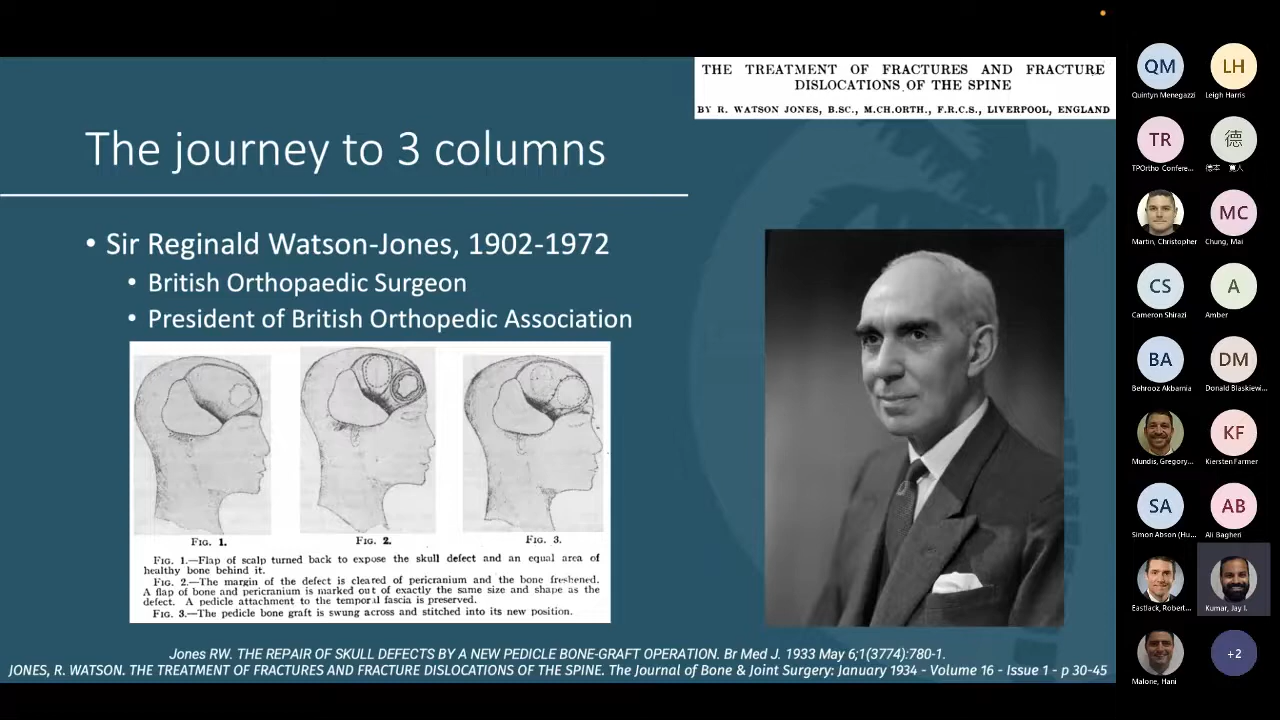 THE TREATMENT OF FRACTURES AND FRACTURE
DISLOCATIONS OF THE SPINE
BY R. WATSON JONES, B.SC., M.CH.ORTH., F.R.C.S., LIVERPOOL, ENGLAND
The journey to 3 columns
• Sir Reginald Watson-Jones, 1902-1972
• British Orthopaedic Surgeon
• President of British Orthopedic Association
FIG. 1.
FIG. 2.
FIG. 3.
FIG. 1.—Flap of scalp turned back to expose the skull defect and an equal area of
healthy bone behind it.
FIG. 2.—The margin of the defect is cleared of pericranium and the bone freshened.
A flap of bone and pericranium is marked out of exactly the same size and shape as the
defect. A pedicle attachment to the temporal fascia is preserved.
FIG. 3.—The pedicle bone graft is swung across and stitched into its new position.
Jones RW. THE REPAIR OF SKULL DEFECTS BY A NEW PEDICLE BONE-GRAFT OPERATION. Br Med J. 1933 May 6;1(3774):780-1.
JONES, R. WATSON. THE TREATMENT OF FRACTURES AND FRACTURE DISLOCATIONS OF THE SPINE. The Journal of Bone & Joint Surgery: January 1934 - Volume 16 - Issue 1 - p 30-45
QM
LH
Quintyn Menegazzi
Leigh Harris
TR
德
TPOrtho Confere...
MC
Martin, Christopher
Chung, Mai
CS
A
Cameron Shirazi
Amber
BA
DM
Behrooz Akbarnia
Donald Blaskiewi...
KF
Mundis, Gregory...
Kiersten Farmer
SA
AB
Simon Abson (Hu...
Ali Bagheri
Eastlack, Robert...
Kumar, Jay I.
+2
Malone, Hani